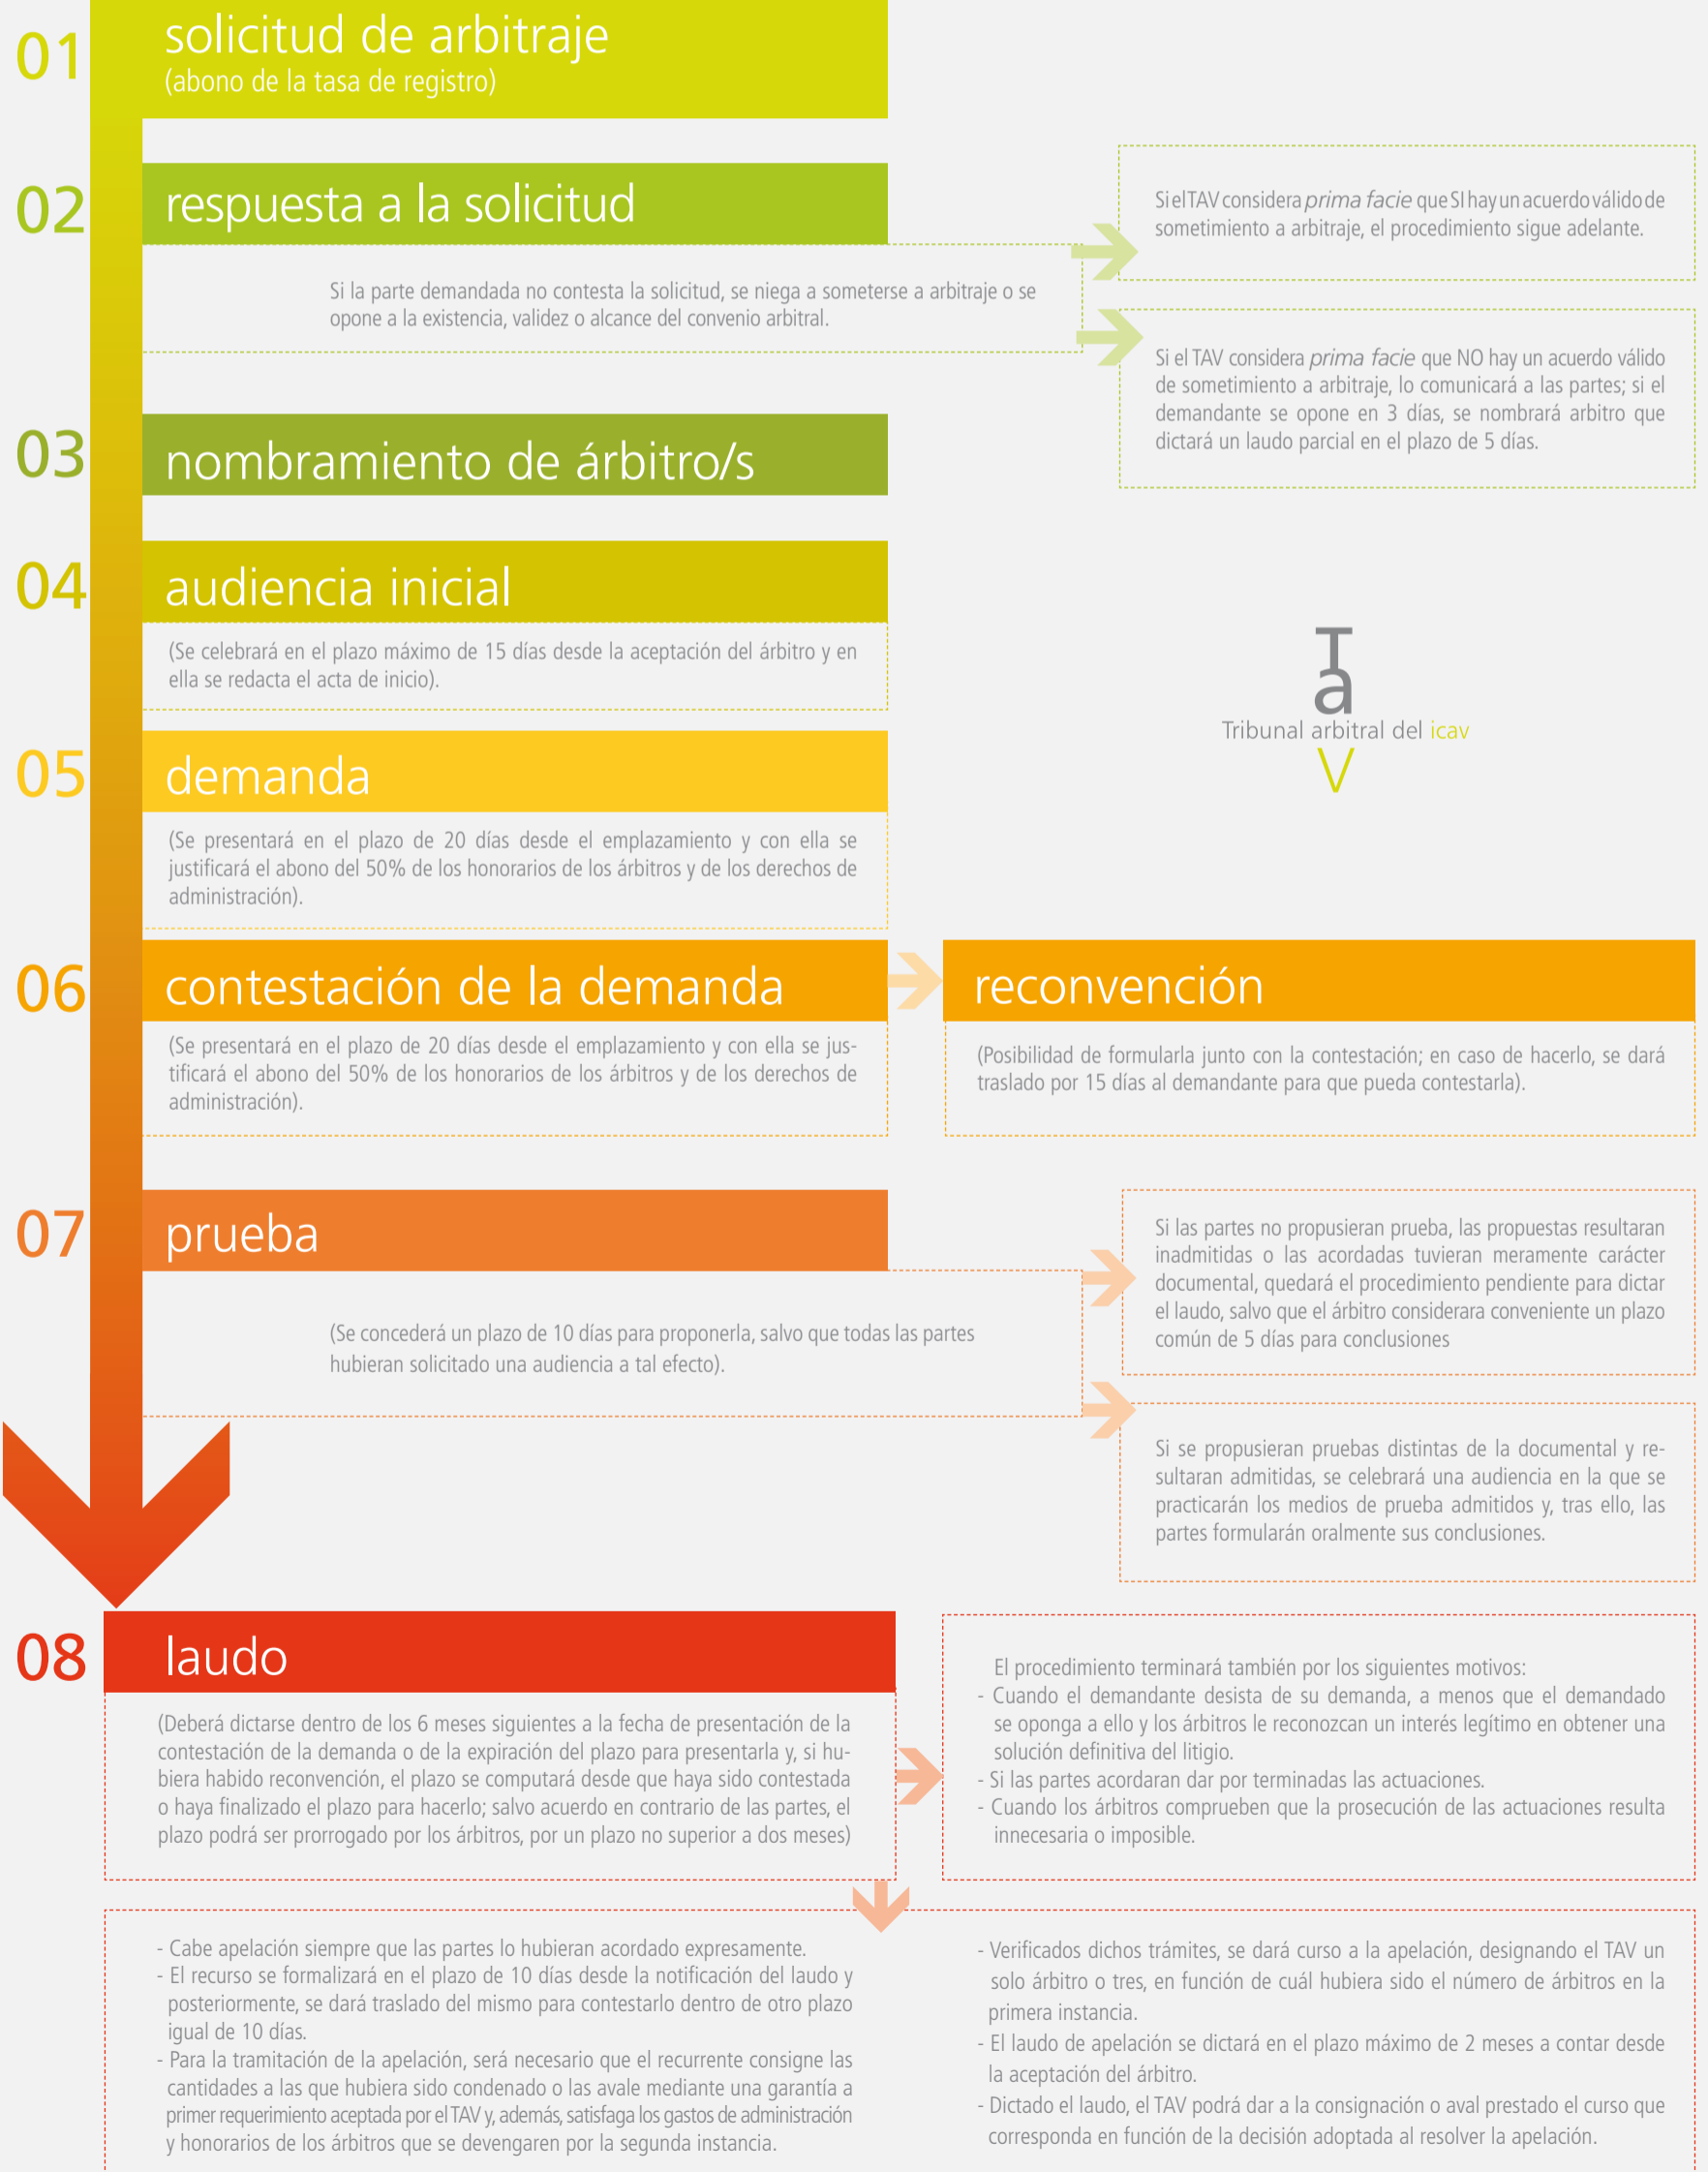 01
solicitud de arbitraje
(abono de la tasa de registro)
02
respuesta a la solicitud
Si la parte demandada no contesta la solicitud, se niega a someterse a arbitraje o se
opone a la existencia, validez o alcance del convenio arbitral.
Si el TAV considera prima facie que SI hay un acuerdo válido de
sometimiento a arbitraje, el procedimiento sigue adelante.
Si el TAV considera prima facie que NO hay un acuerdo válido
de sometimiento a arbitraje, lo comunicará a las partes; si el
demandante se opone en 3 días, se nombrará arbitro que
dictará un laudo parcial en el plazo de 5 días.
03
nombramiento de árbitro/s
04
audiencia inicial
(Se celebrará en el plazo máximo de 15 días desde la aceptación del árbitro y en
ella se redacta el acta de inicio).
T
a
Tribunal arbitral del icav
V
05
demanda
(Se presentará en el plazo de 20 días desde el emplazamiento y con ella se
justificará el abono del 50% de los honorarios de los árbitros y de los derechos de
administración).
06
contestación de la demanda
(Se presentará en el plazo de 20 días desde el emplazamiento y con ella se jus-
tificará el abono del 50% de los honorarios de los árbitros y de los derechos de
administración).
reconvención
(Posibilidad de formularla junto con la contestación; en caso de hacerlo, se dará
traslado por 15 días al demandante para que pueda contestarla).
07
prueba
(Se concederá un plazo de 10 días para proponerla, salvo que todas las partes
hubieran solicitado una audiencia a tal efecto).
Si las partes no propusieran prueba, las propuestas resultaran
inadmitidas o las acordadas tuvieran meramente carácter
documental, quedará el procedimiento pendiente para dictar
el laudo, salvo que el árbitro considerara conveniente un plazo
común de 5 días para conclusiones
Si se propusieran pruebas distintas de la documental y re-
sultaran admitidas, se celebrará una audiencia en la que se
practicarán los medios de prueba admitidos y, tras ello, las
partes formularán oralmente sus conclusiones.
08
laudo
(Deberá dictarse dentro de los 6 meses siguientes a la fecha de presentación de la
contestación de la demanda o de la expiración del plazo para presentarla y, si hu-
biera habido reconvención, el plazo se computará desde que haya sido contestada
o haya finalizado el plazo para hacerlo; salvo acuerdo en contrario de las partes, el
plazo podrá ser prorrogado por los árbitros, por un plazo no superior a dos meses)
El procedimiento terminará también por los siguientes motivos:
- Cuando el demandante desista de su demanda, a menos que el demandado
se oponga a ello y los árbitros le reconozcan un interés legítimo en obtener una
solución definitiva del litigio.
- Si las partes acordaran dar por terminadas las actuaciones.
- Cuando los árbitros comprueben que la prosecución de las actuaciones resulta
innecesaria o imposible.
- Cabe apelación siempre que las partes lo hubieran acordado expresamente.
- El recurso se formalizará en el plazo de 10 días desde la notificación del laudo y
posteriormente, se dará traslado del mismo para contestarlo dentro de otro plazo
igual de 10 días.
- Para la tramitación de la apelación, será necesario que el recurrente consigne las
cantidades a las que hubiera sido condenado o las avale mediante una garantía a
primer requerimiento aceptada por el TAV y, además, satisfaga los gastos de administración
y honorarios de los árbitros que se devengaren por la segunda instancia.
- Verificados dichos trámites, se dará curso a la apelación, designando el TAV un
solo árbitro o tres, en función de cuál hubiera sido el número de árbitros en la
primera instancia.
- El laudo de apelación se dictará en el plazo máximo de 2 meses a contar desde
la aceptación del árbitro.
- Dictado el laudo, el TAV podrá dar a la consignación o aval prestado el curso que
corresponda en función de la decisión adoptada al resolver la apelación.